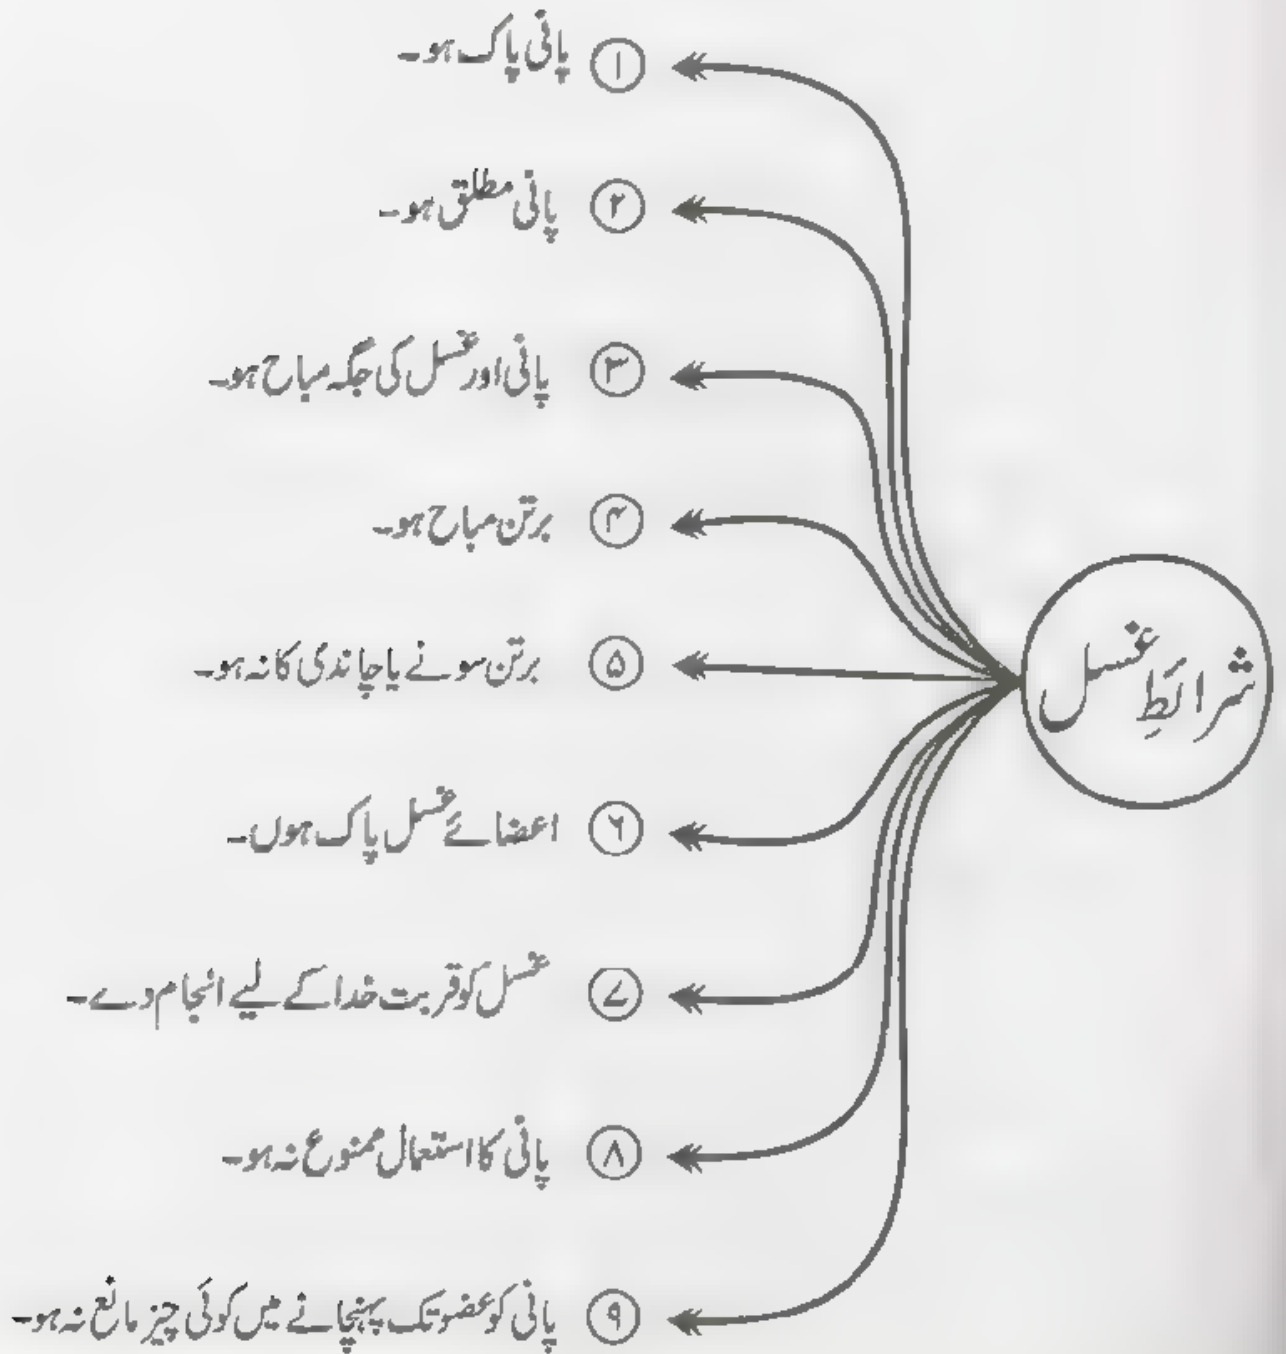 شرائطِ غسل
۱ پانی پاک ہو۔
۲ پانی مطلق ہو۔
۳ پانی اور غسل کی جگہ مباح ہو۔
۴ برتن مباح ہو۔
۵ برتن سونے یا چاندی کا نہ ہو۔
۶ اعضائے غسل پاک ہوں۔
۷ غسل کو قربت خدا کے لیے انجام دے۔
۸ پانی کا استعمال ممنوع نہ ہو۔
۹ پانی کو عضو تک پہنچانے میں کوئی چیز مانع نہ ہو۔